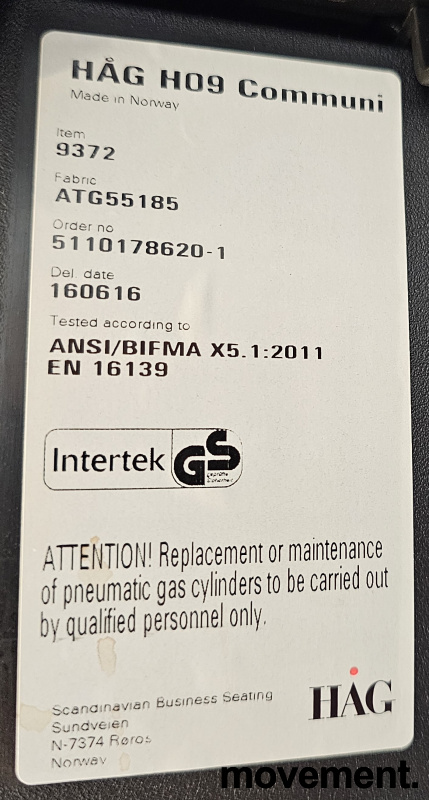 HÅG H09 Communi
Made in Norway
Item
9372
Fabric
ATG55185
Order no
5110178620-1
Del. date
160616
Tested according to
ANSI/BIFMA X5.1:2011
EN 16139
Intertek GS
geprüfte
Sicherheit
ATTENTION! Replacement or maintenance
of pneumatic gas cylinders to be carried out
by qualified personnel only.
Scandinavian Business Seating
Sundveien
N-7374 Røros
Norway
HÅG
movement.